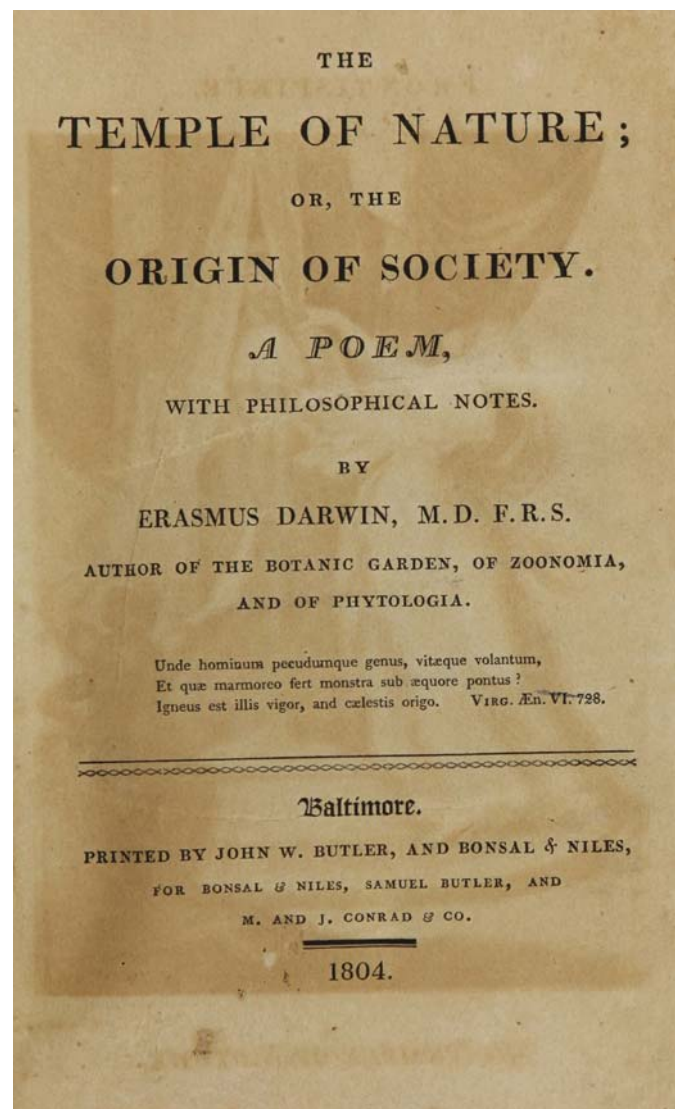 THE
TEMPLE OF NATURE;
OR, THE
ORIGIN OF SOCIETY.
A POEM,
WITH PHILOSOPHICAL NOTES.
BY
ERASMUS DARWIN, M.D. F.R.S.
AUTHOR OF THE BOTANIC GARDEN, OF ZOONOMIA,
AND OF PHYTOLOGIA.
Unde hominum pecudumque genus, vitæque volantum,
Et quæ marmoreo fert monstra sub æquore pontus?
Igneus est illis vigor, and cælestis origo. VIRG. Æn. VI. 728.
Baltimore.
PRINTED BY JOHN W. BUTLER, AND BONSAL & NILES,
FOR BONSAL & NILES, SAMUEL BUTLER, AND
M. AND J. CONRAD & CO.
1804.